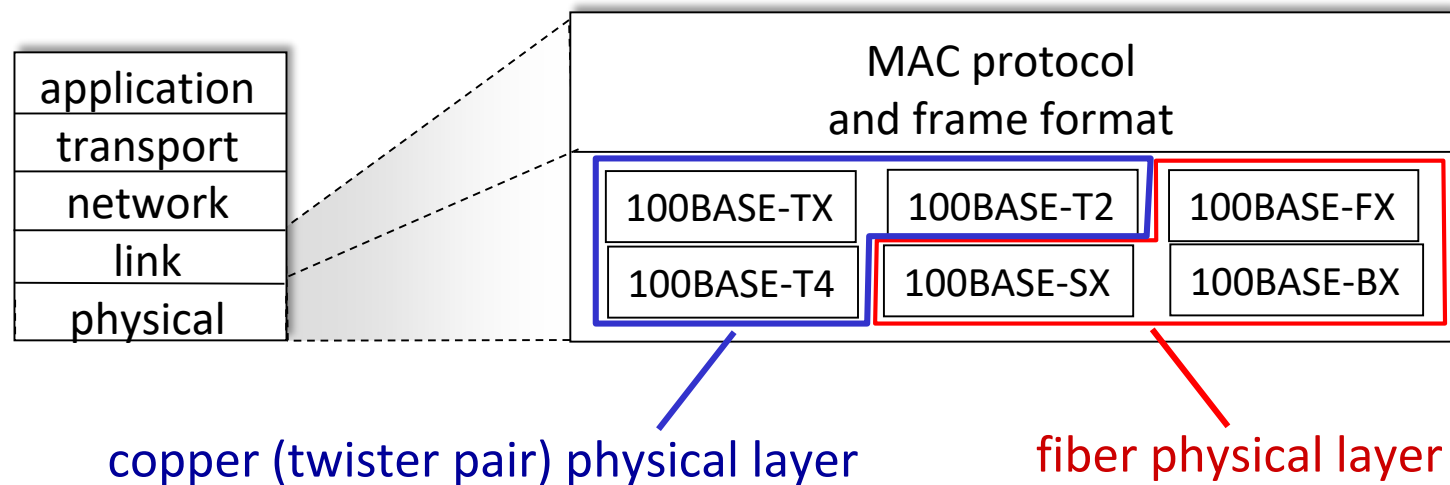 application
transport
network
link
physical
MAC protocol
and frame format
100BASE-TX
100BASE-T2
100BASE-FX
100BASE-T4
100BASE-SX
100BASE-BX
copper (twister pair) physical layer
fiber physical layer